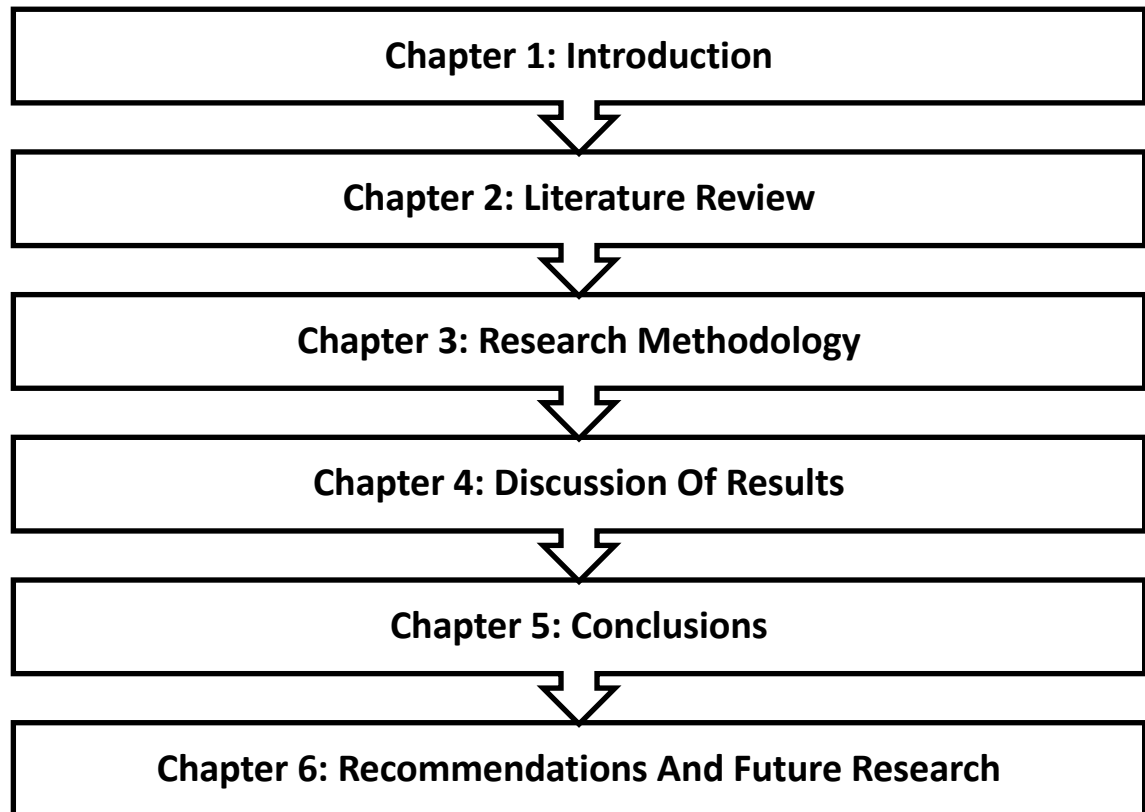 Chapter 1: Introduction
Chapter 2: Literature Review
Chapter 3: Research Methodology
Chapter 4: Discussion Of Results
Chapter 5: Conclusions
Chapter 6: Recommendations And Future Research